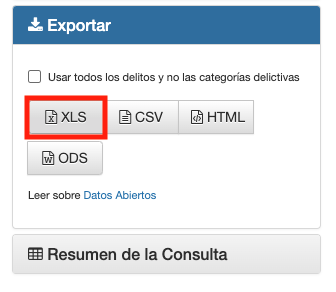 Exportar
Usar todos los delitos y no las categorías delictivas
XLS CSV HTML
ODS
Leer sobre Datos Abiertos
Resumen de la Consulta